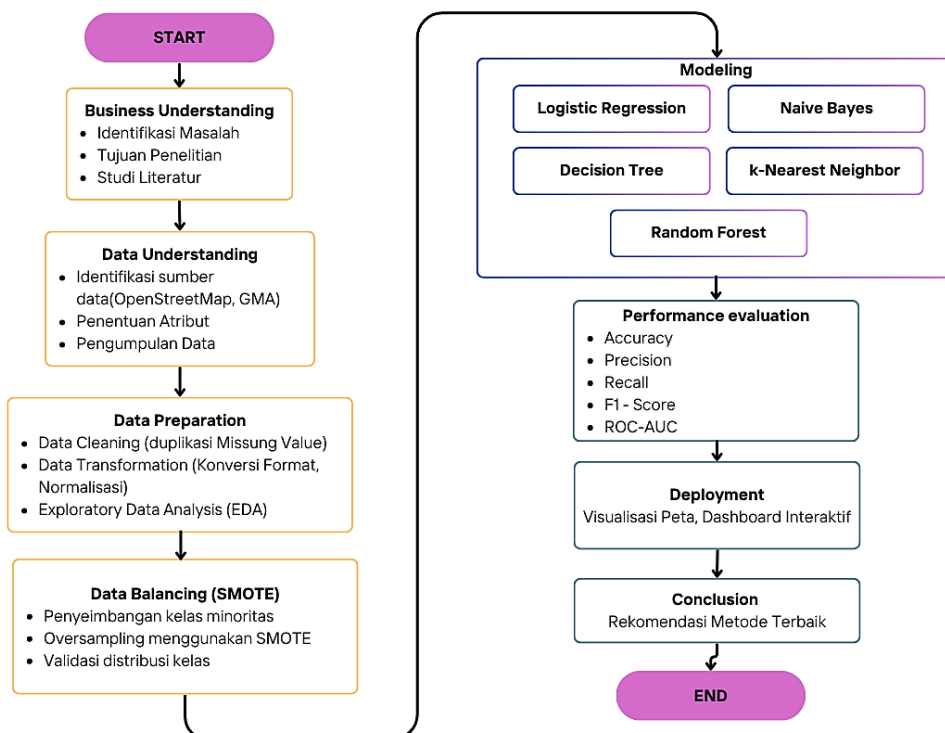 START
Business Understanding
• Identifikasi Masalah
• Tujuan Penelitian
• Studi Literatur
Data Understanding
• Identifikasi sumber
data(OpenStreetMap, GMA)
• Penentuan Atribut
• Pengumpulan Data
Data Preparation
• Data Cleaning (duplikasi Missung Value)
• Data Transformation (Konversi Format,
Normalisasi)
• Exploratory Data Analysis (EDA)
Data Balancing (SMOTE)
• Penyeimbangan kelas minoritas
• Oversampling menggunakan SMOTE
• Validasi distribusi kelas
Modeling
Logistic Regression
Naive Bayes
Decision Tree
k-Nearest Neighbor
Random Forest
Performance evaluation
• Accuracy
• Precision
• Recall
• F1 - Score
• ROC-AUC
Deployment
Visualisasi Peta, Dashboard Interaktif
Conclusion
Rekomendasi Metode Terbaik
END